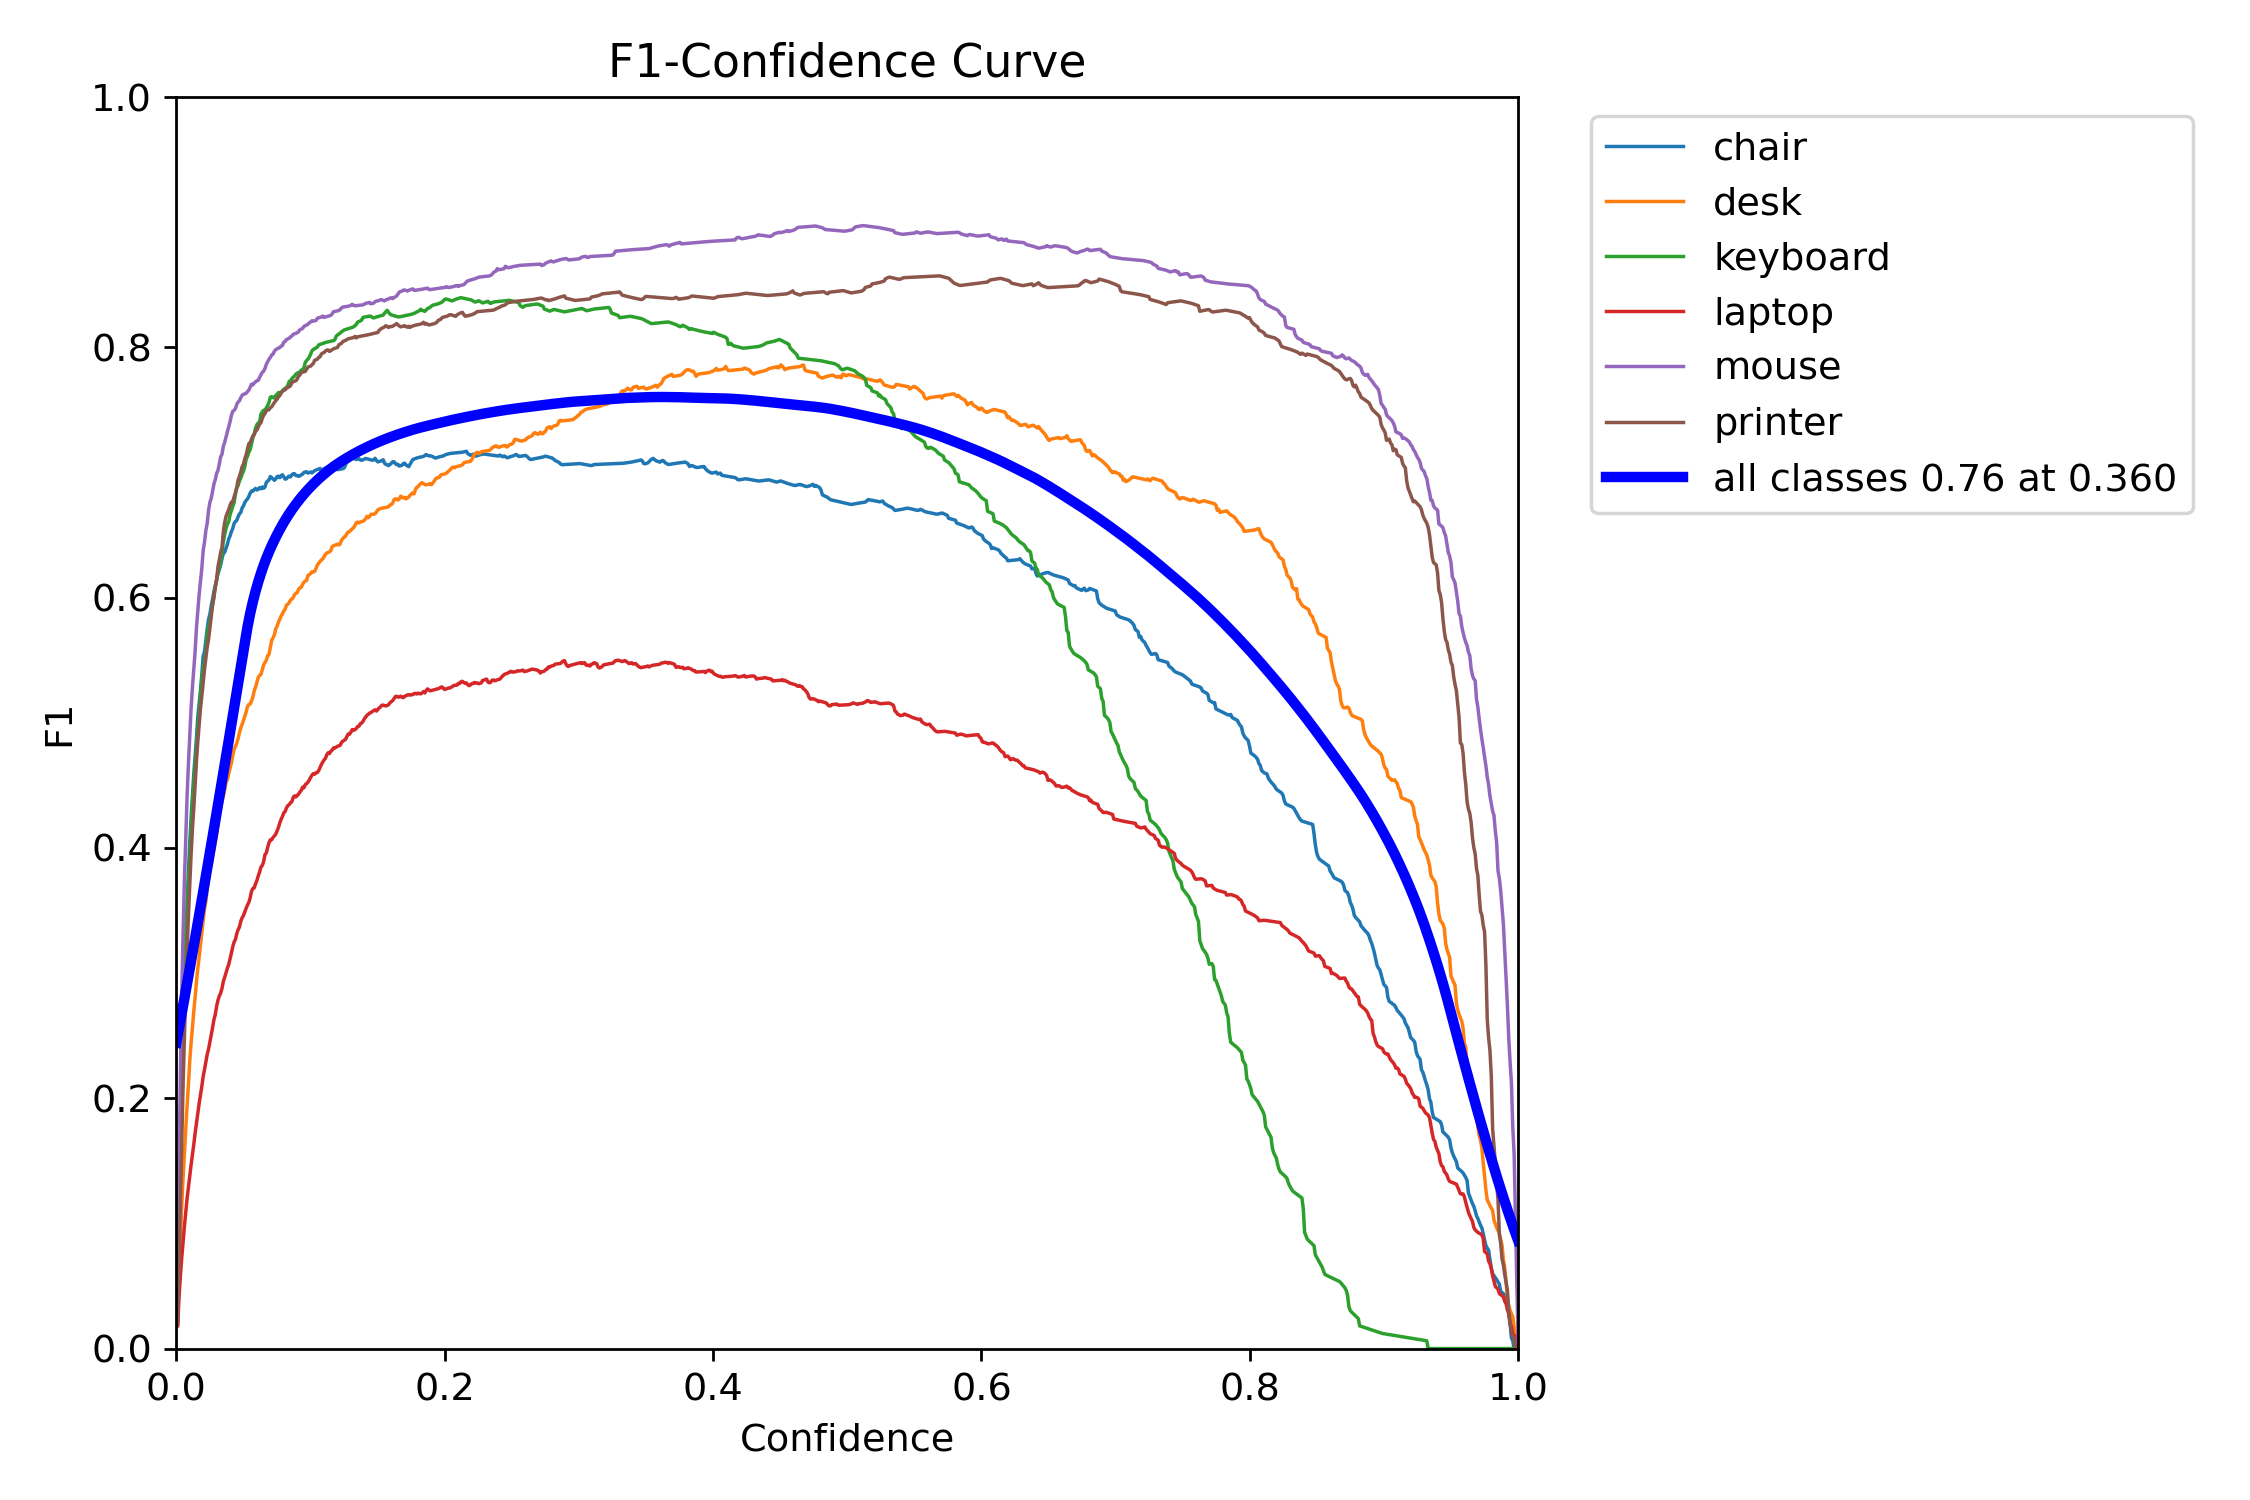 F1-Confidence Curve
1.0
0.8
0.6
0.4
0.2
0.0
F1
0.0 0.2 0.4 0.6 0.8 1.0
Confidence
chair
desk
keyboard
laptop
mouse
printer
all classes 0.76 at 0.360